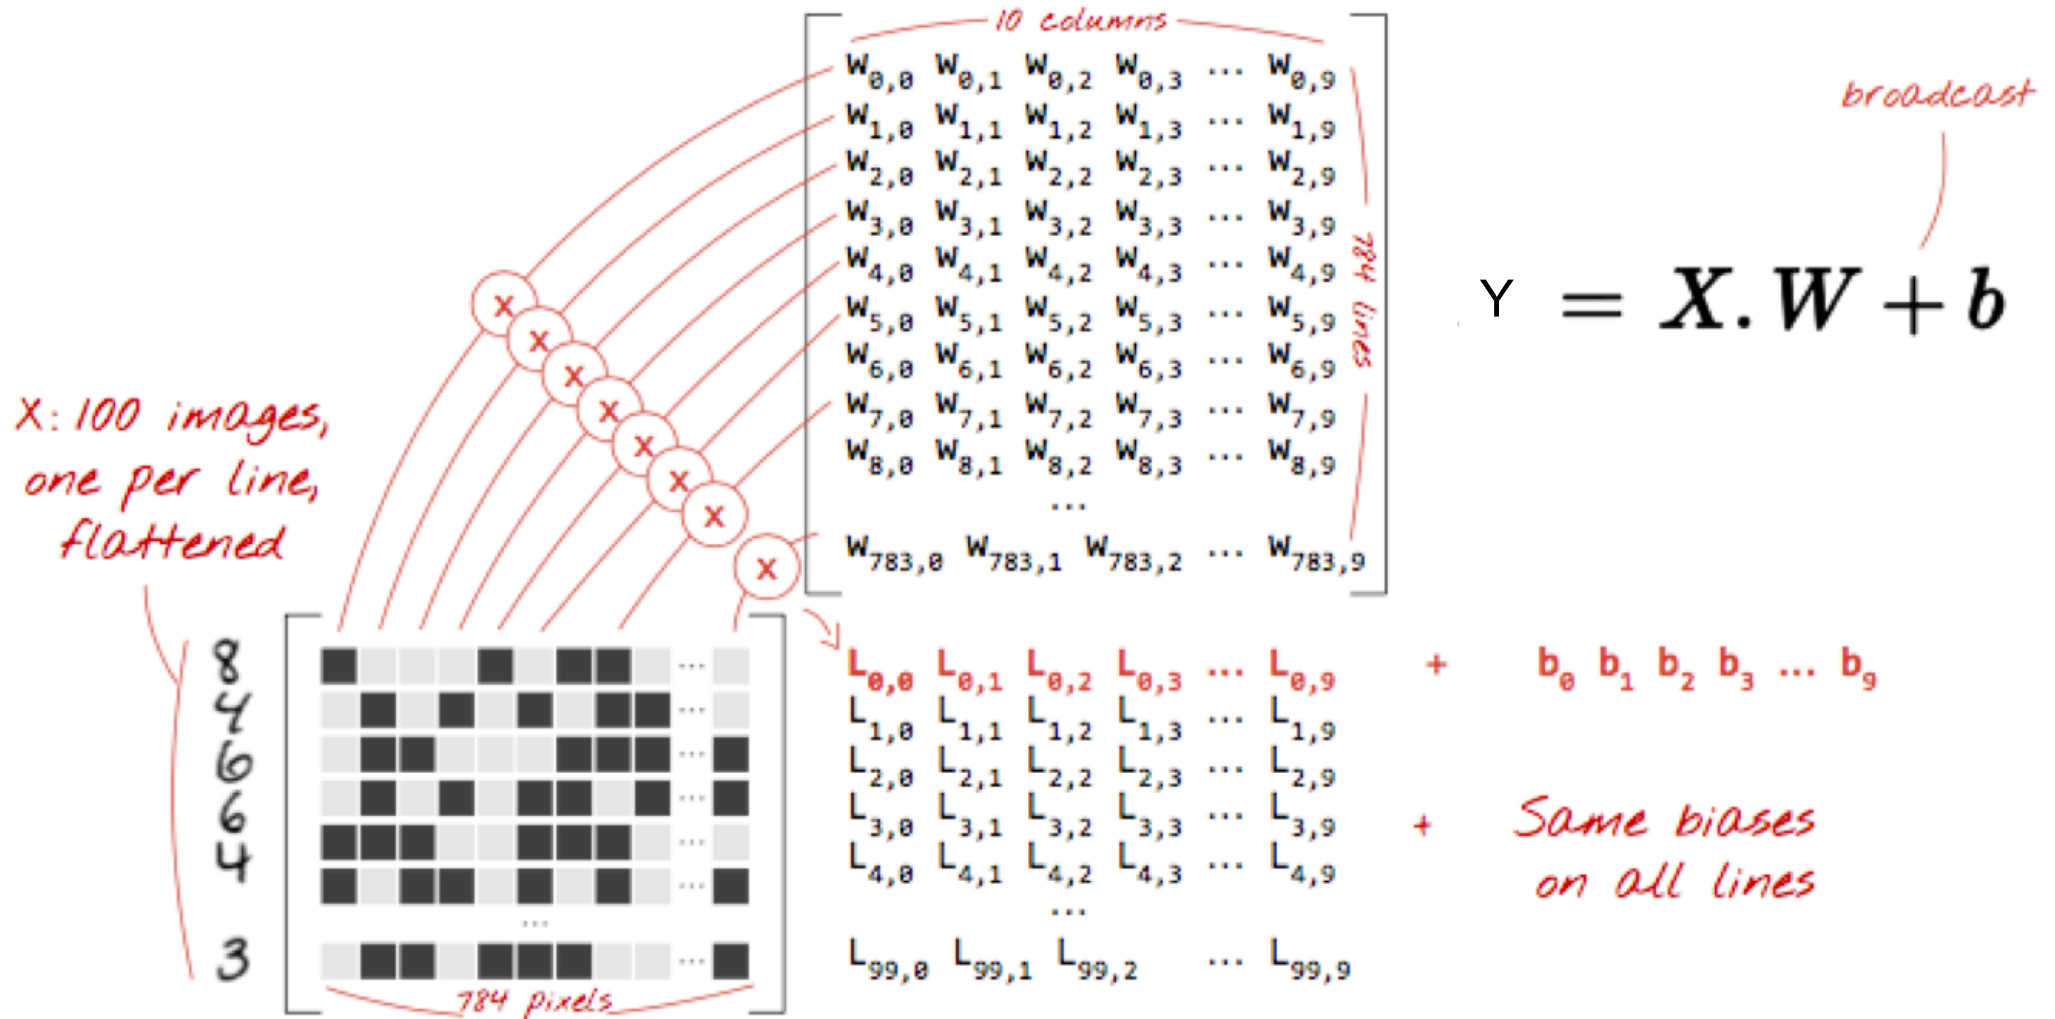 10 columns
W0,0 W0,1 W0,2 W0,3 ... W0,9
W1,0 W1,1 W1,2 W1,3 ... W1,9
W2,0 W2,1 W2,2 W2,3 ... W2,9
W3,0 W3,1 W3,2 W3,3 ... W3,9
W4,0 W4,1 W4,2 W4,3 ... W4,9
W5,0 W5,1 W5,2 W5,3 ... W5,9
W6,0 W6,1 W6,2 W6,3 ... W6,9
W7,0 W7,1 W7,2 W7,3 ... W7,9
W8,0 W8,1 W8,2 W8,3 ... W8,9
...
W783,0 W783,1 W783,2 ... W783,9
784 lines
broadcast
Y = X.W + b
x
x
x
x
x
x
x
x
X: 100 images,
one per line,
flattened
8
4
6
6
4
3
...
...
...
...
...
...
...
...
784 pixels
L0,0 L0,1 L0,2 L0,3 ... L0,9 + b0 b1 b2 b3 ... b9
L1,0 L1,1 L1,2 L1,3 ... L1,9
L2,0 L2,1 L2,2 L2,3 ... L2,9
L3,0 L3,1 L3,2 L3,3 ... L3,9
L4,0 L4,1 L4,2 L4,3 ... L4,9
...
L99,0 L99,1 L99,2 ... L99,9
+ Same biases
on all lines